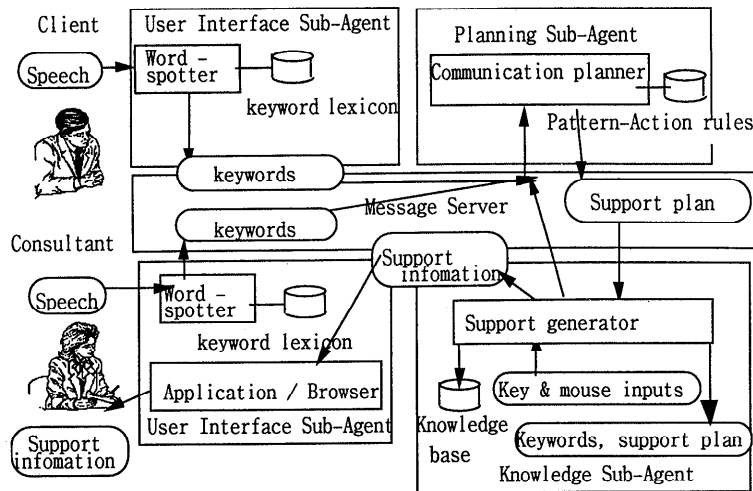 Client
User Interface Sub-Agent
Planning Sub-Agent
Speech
Word -
spotter
keyword lexicon
Communication planner
Pattern-Action rules
keywords
Message Server
Support plan
keywords
Consultant
Support
infomation
Speech
Word -
spotter
keyword lexicon
Support generator
Application / Browser
Key & mouse inputs
User Interface Sub-Agent
Knowledge
base
Keywords, support plan
Support
infomation
Knowledge Sub-Agent